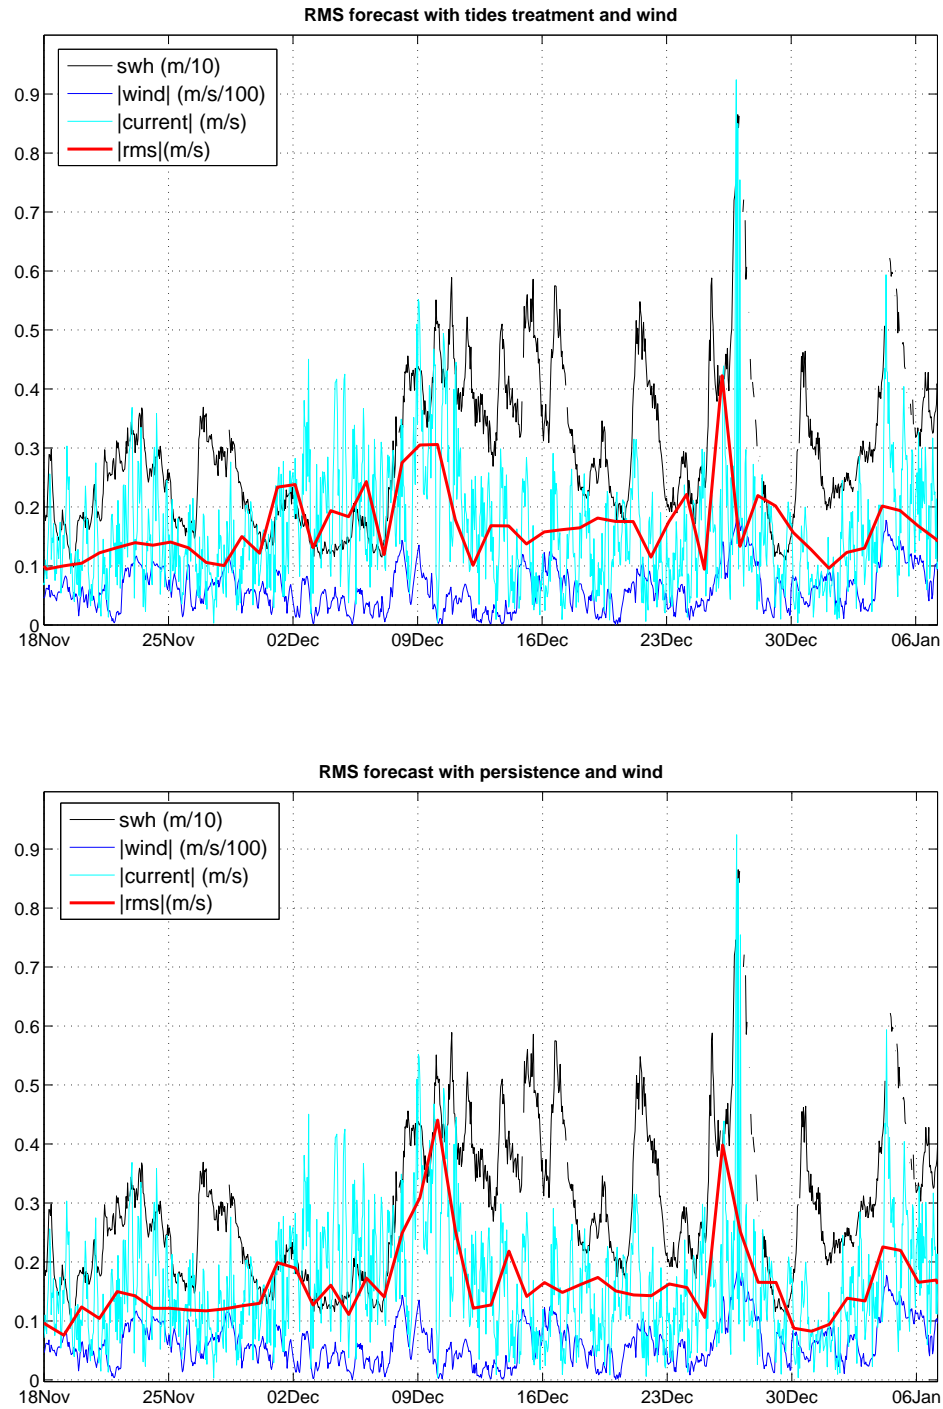 RMS forecast with tides treatment and wind
swh (m/10)
|wind| (m/s/100)
|current| (m/s)
|rms|(m/s)
0.9
0.8
0.7
0.6
0.5
0.4
0.3
0.2
0.1
0
18Nov 25Nov 02Dec 09Dec 16Dec 23Dec 30Dec 06Jan
RMS forecast with persistence and wind
swh (m/10)
|wind| (m/s/100)
|current| (m/s)
|rms|(m/s)
0.9
0.8
0.7
0.6
0.5
0.4
0.3
0.2
0.1
0
18Nov 25Nov 02Dec 09Dec 16Dec 23Dec 30Dec 06Jan